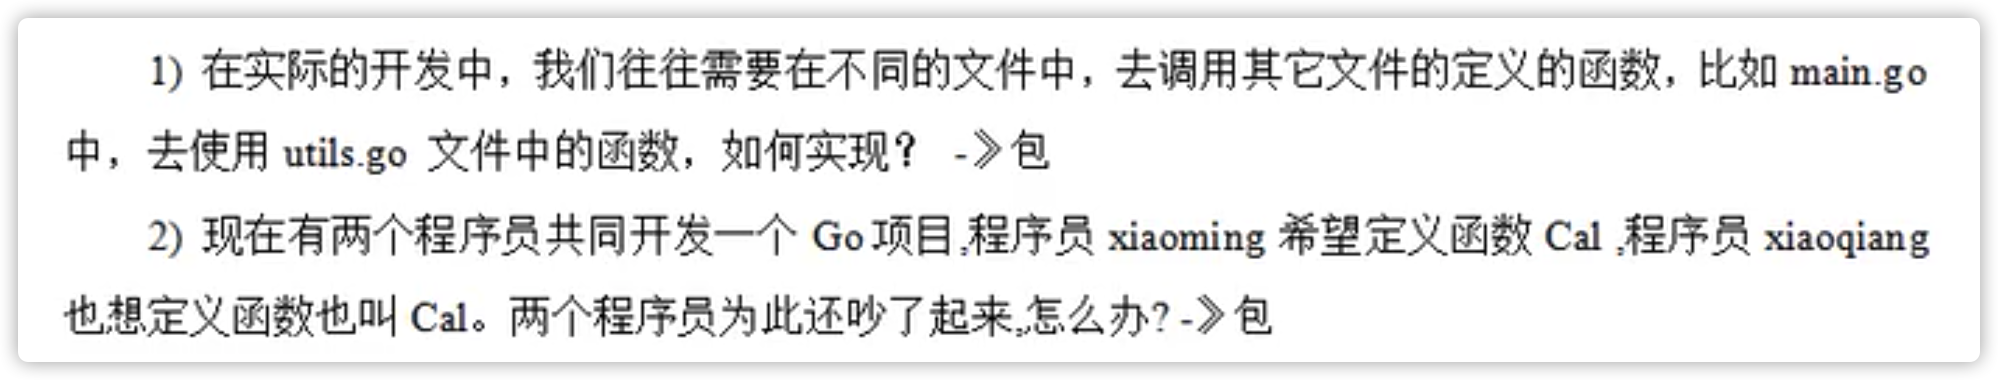 1) 在实际的开发中，我们往往需要在不同的文件中，去调用其它文件的定义的函数，比如 main.go
中，去使用 utils.go 文件中的函数，如何实现？ -》包
2) 现在有两个程序员共同开发一个 Go 项目,程序员 xiaoming 希望定义函数 Cal ,程序员 xiaoqiang
也想定义函数也叫 Cal。两个程序员为此还吵了起来,怎么办? -》包